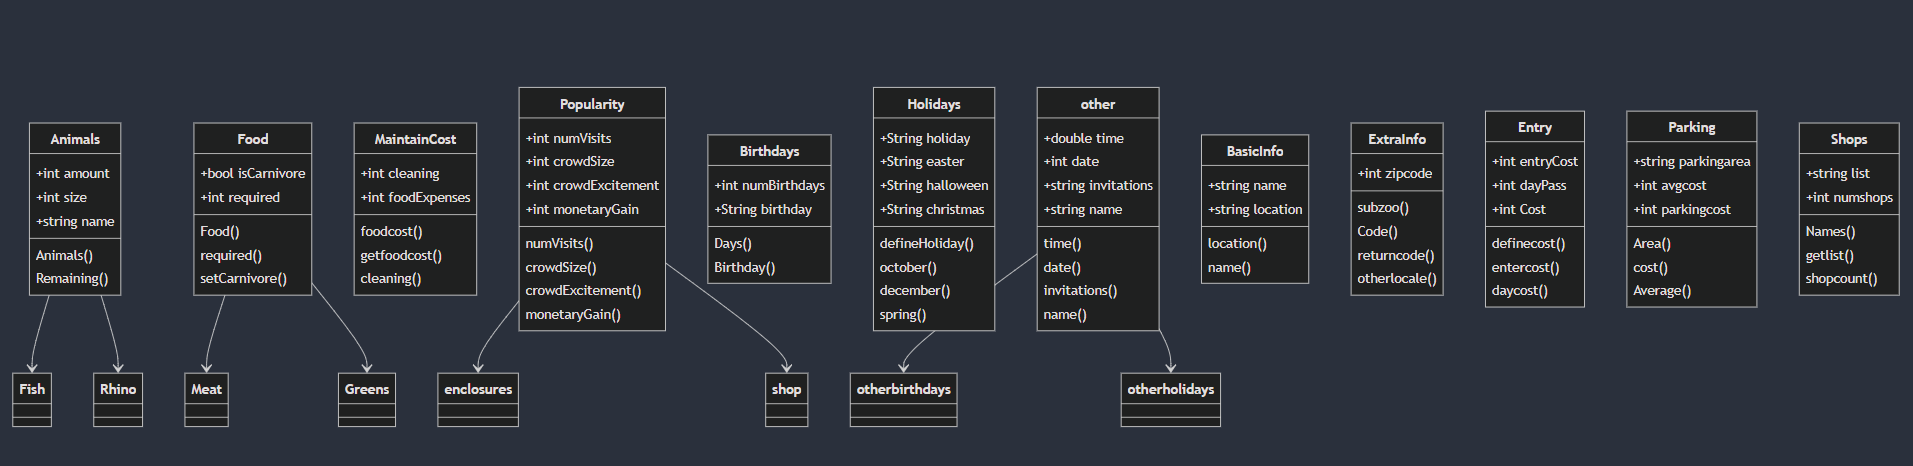 Animals
+int amount
+int size
+string name
Animals()
Remaining()
Food
+bool isCarnivore
+int required
Food()
required()
setCarnivore()
MaintainCost
+int cleaning
+int foodExpenses
foodcost()
getfoodcost()
cleaning()
Popularity
+int numVisits
+int crowdSize
+int crowdExcitement
+int monetaryGain
numVisits()
crowdSize()
crowdExcitement()
monetaryGain()
Birthdays
+int numBirthdays
+String birthday
Days()
Birthday()
Holidays
+String holiday
+String easter
+String halloween
+String christmas
defineHoliday()
october()
december()
spring()
other
+double time
+int date
+string invitations
+string name
time()
date()
invitations()
name()
BasicInfo
+string name
+string location
location()
name()
ExtraInfo
+int zipcode
subzoo()
Code()
returncode()
otherlocale()
Entry
+int entryCost
+int dayPass
+int Cost
definecost()
entercost()
daycost()
Parking
+string parkingarea
+int avgcost
+int parkingcost
Area()
cost()
Average()
Shops
+string list
+int numshops
Names()
getlist()
shopcount()
Fish
Rhino
Meat
Greens
enclosures
shop
otherbirthdays
otherholidays